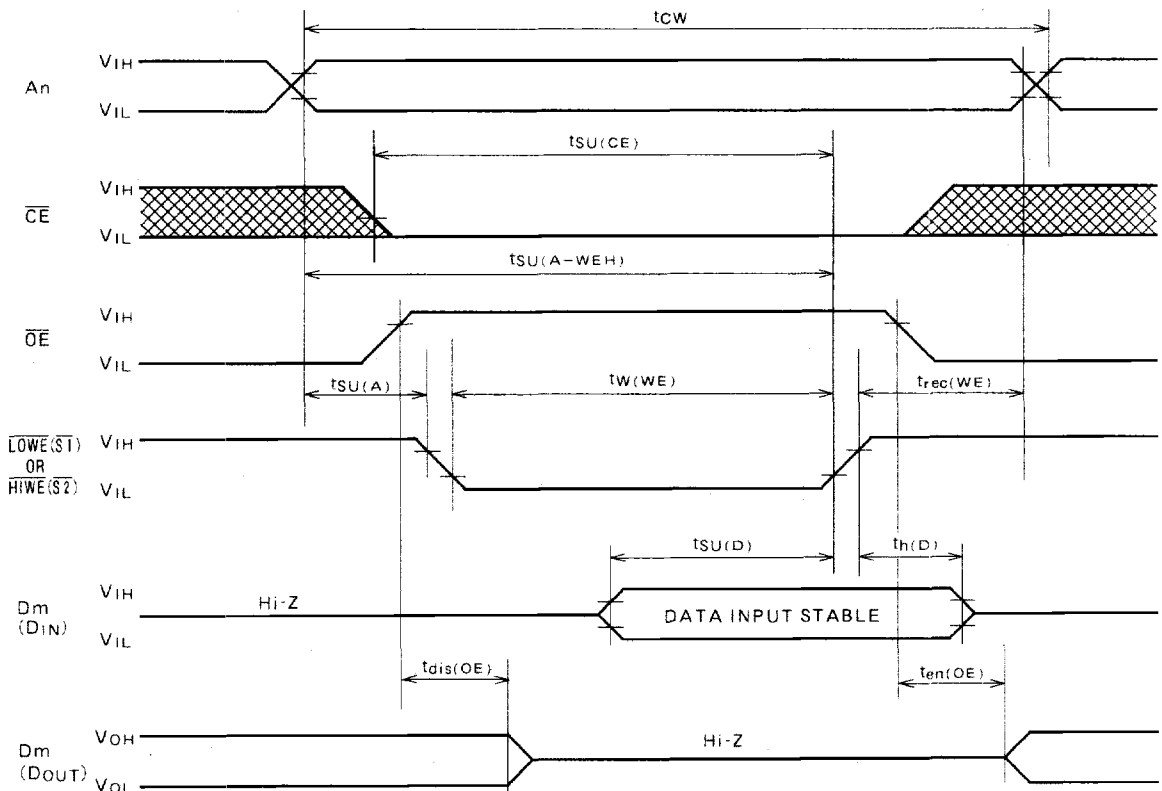 tCW
An
VIH
VIL
tSU(CE)
CE
VIH
VIL
tSU(A-WEH)
OE
VIH
VIL
tSU(A)
tW(WE)
trec(WE)
LOWE(S1)
OR
HIWE(S2)
VIH
VIL
tSU(D)
th(D)
Dm
(DIN)
VIH
VIL
Hi-Z
DATA INPUT STABLE
tdis(OE)
ten(OE)
Dm
(DOUT)
VOH
VOL
Hi-Z